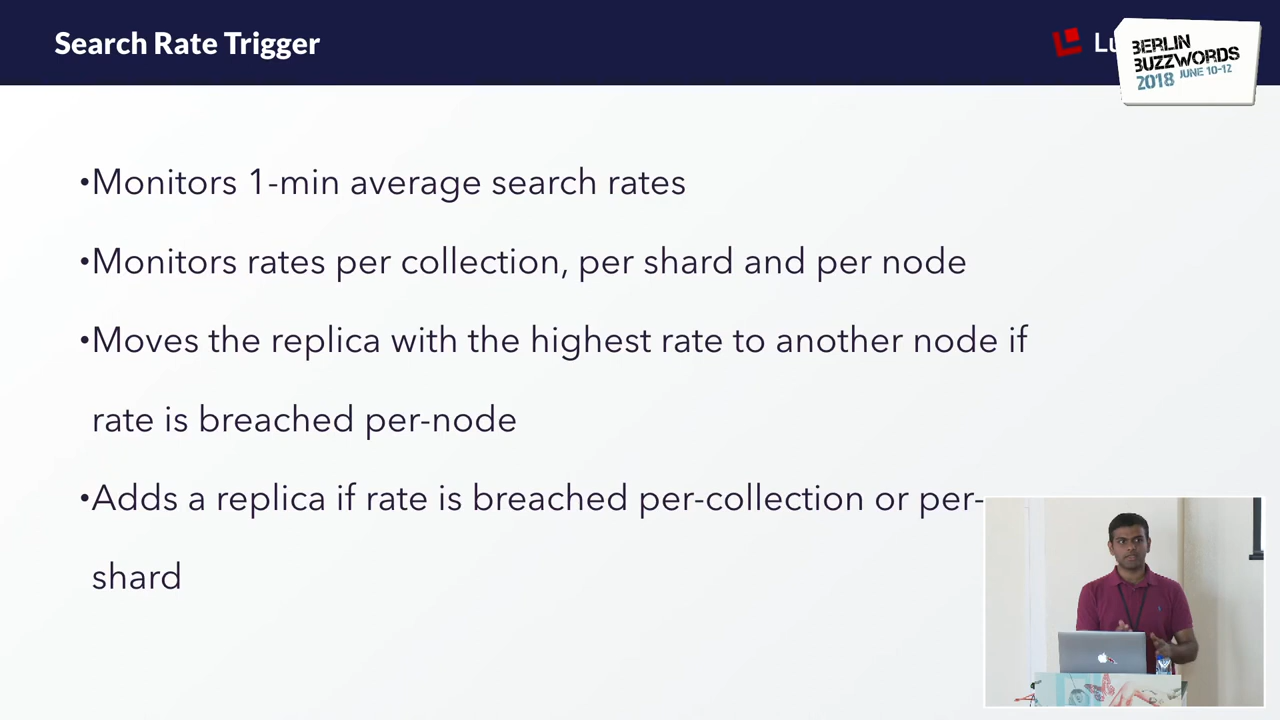 Search Rate Trigger
BERLIN
BUZZWORDS
2018 JUNE 10-12
•Monitors 1-min average search rates
•Monitors rates per collection, per shard and per node
•Moves the replica with the highest rate to another node if
rate is breached per-node
•Adds a replica if rate is breached per-collection or per-
shard